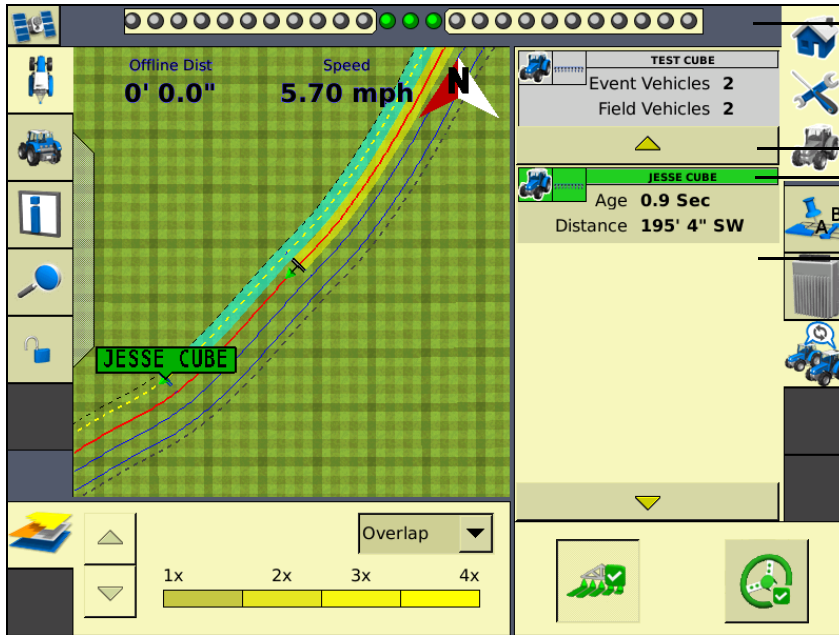 Offline Dist
Speed
0' 0.0"
5.70 mph
N
TEST CUBE
Event Vehicles 2
Field Vehicles 2
JESSE CUBE
Age 0.9 Sec
Distance 195' 4" SW
A B
JESSE CUBE
Overlap
1x 2x 3x 4x